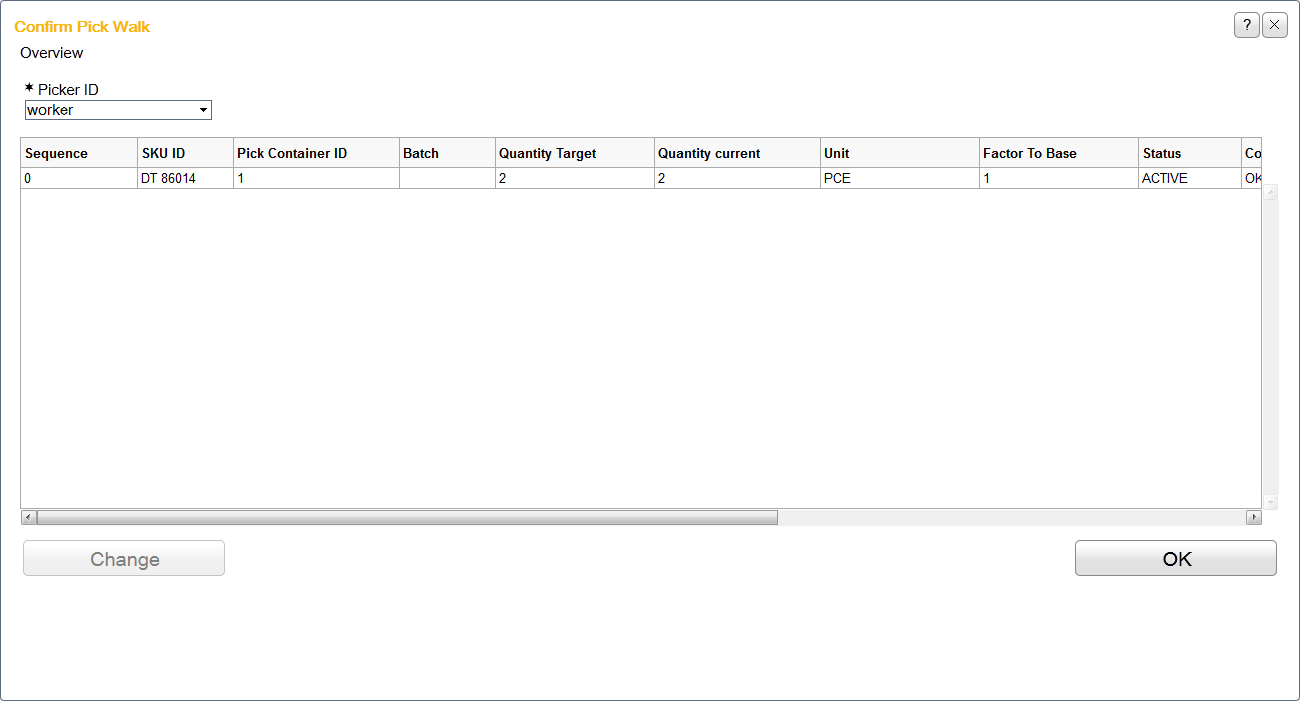 Confirm Pick Walk
?
Overview
* Picker ID
worker
Sequence SKU ID Pick Container ID Batch Quantity Target Quantity current Unit Factor To Base Status Co
0 DT 86014 1 2 2 PCE 1 ACTIVE OK
Change OK